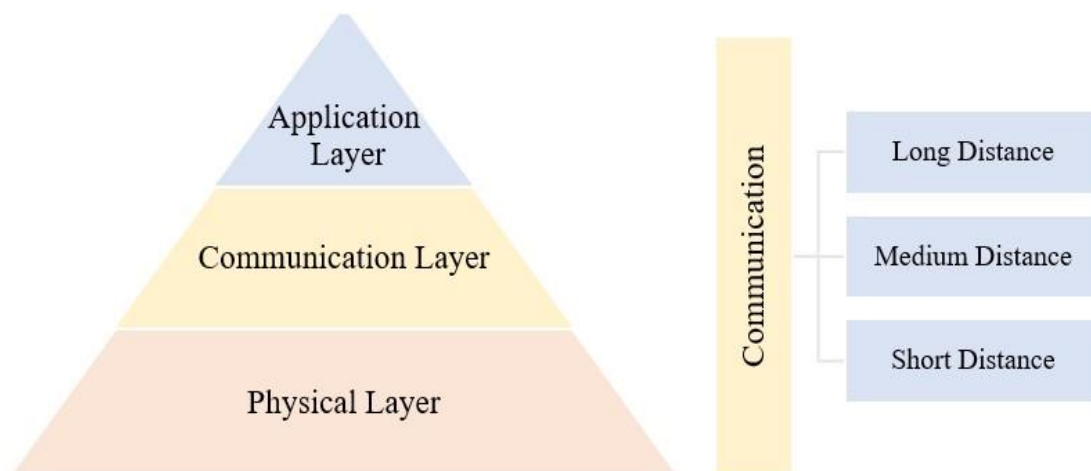 Application
Layer
Communication Layer
Physical Layer
Communication
Long Distance
Medium Distance
Short Distance